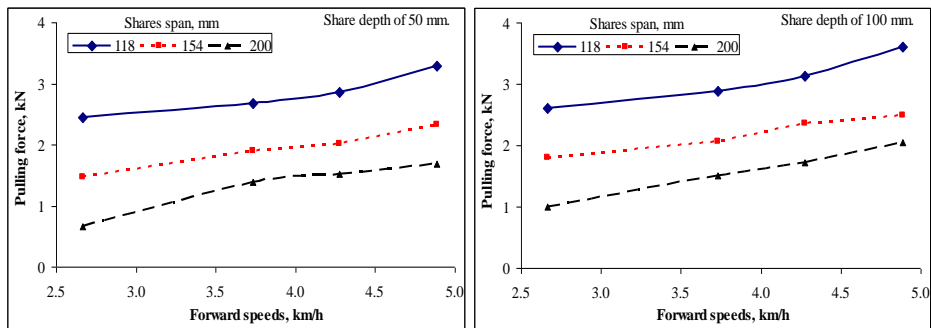 Shares span, mm
Share depth of 50 mm.
118 154 200
Pulling force, kN
4
3
2
1
0
2.5 3.0 3.5 4.0 4.5 5.0
Forward speeds, km/h
Shares span, mm
Share depth of 100 mm.
118 154 200
Pulling force, kN
4
3
2
1
0
2.5 3.0 3.5 4.0 4.5 5.0
Forward speeds, km/h